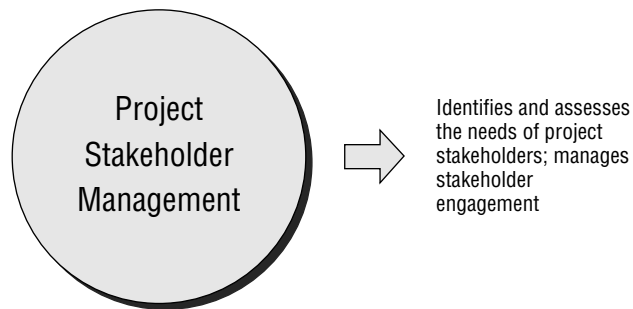 Project
Stakeholder
Management
Identifies and assesses
the needs of project
stakeholders; manages
stakeholder
engagement